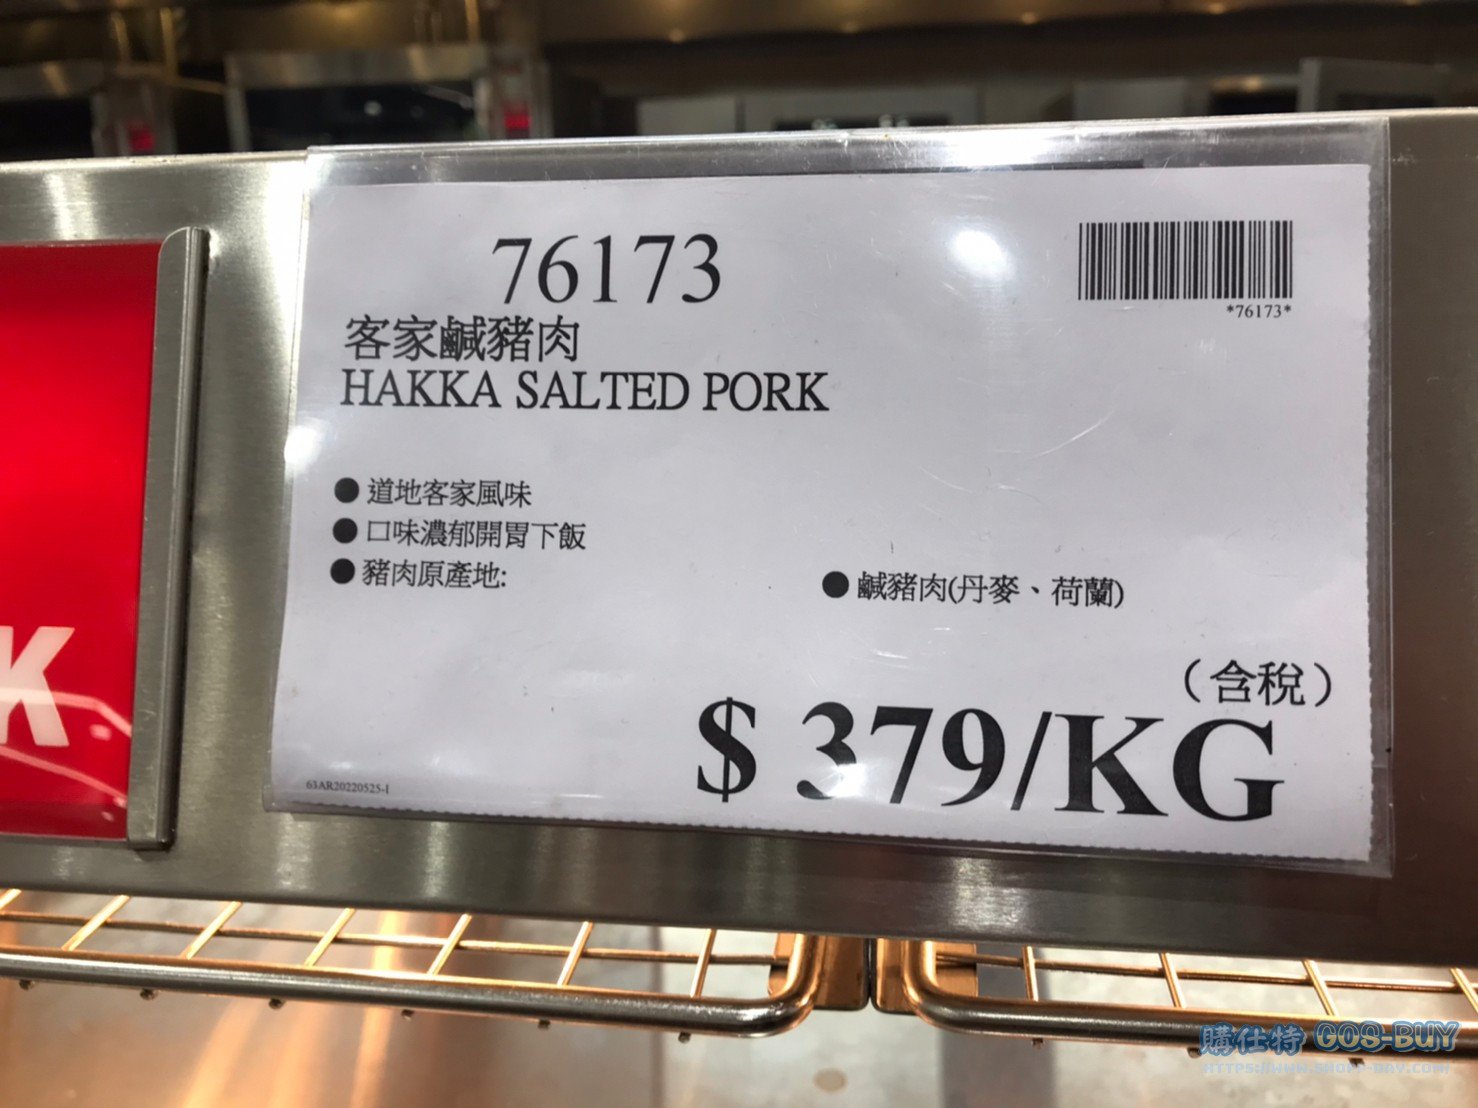 76173
*76173*
客家鹹豬肉
HAKKA SALTED PORK
● 道地客家風味
● 口味濃郁開胃下飯
● 豬肉原產地:
● 鹹豬肉(丹麥、荷蘭)
（含稅）
$ 379/KG
63AR20220525-1
K
購仕特 GOS-BUY